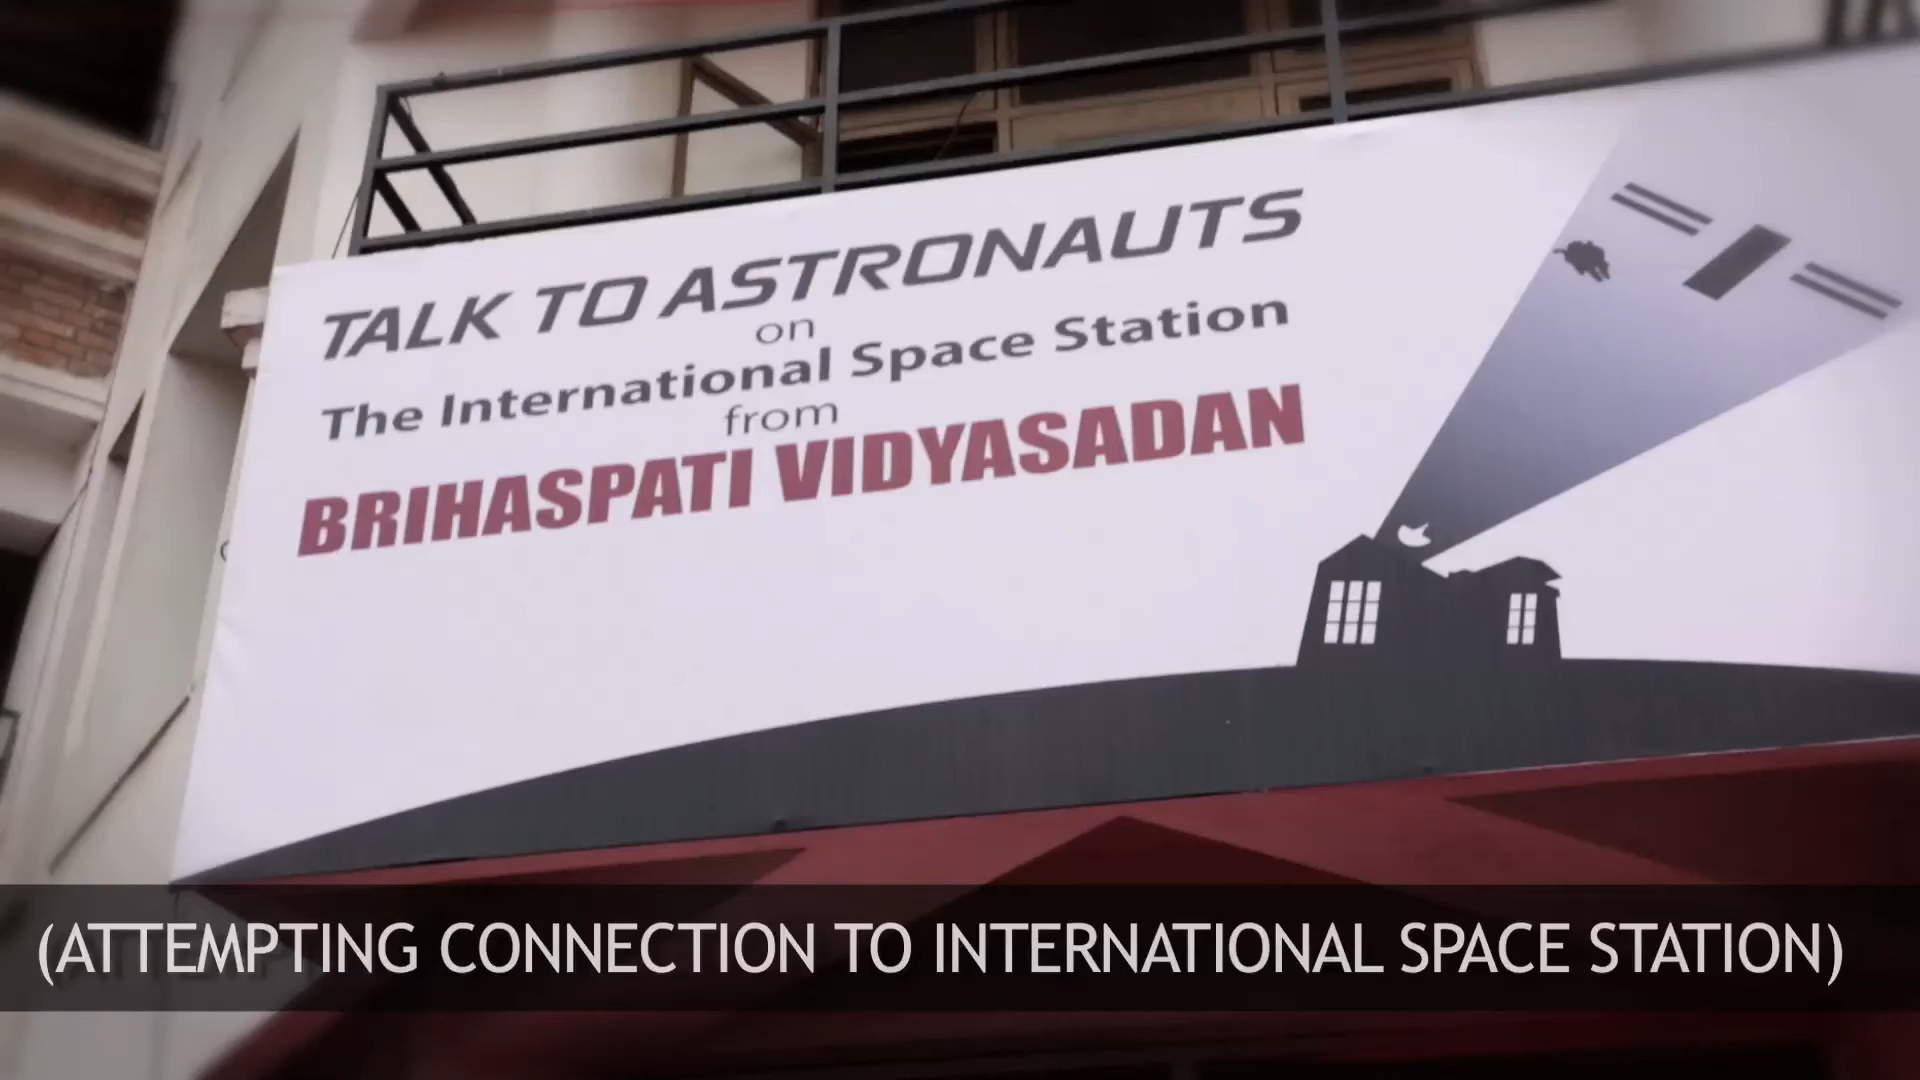 TALK TO ASTRONAUTS
on
The International Space Station
from
BRIHASPATI VIDYASADAN
(ATTEMPTING CONNECTION TO INTERNATIONAL SPACE STATION)